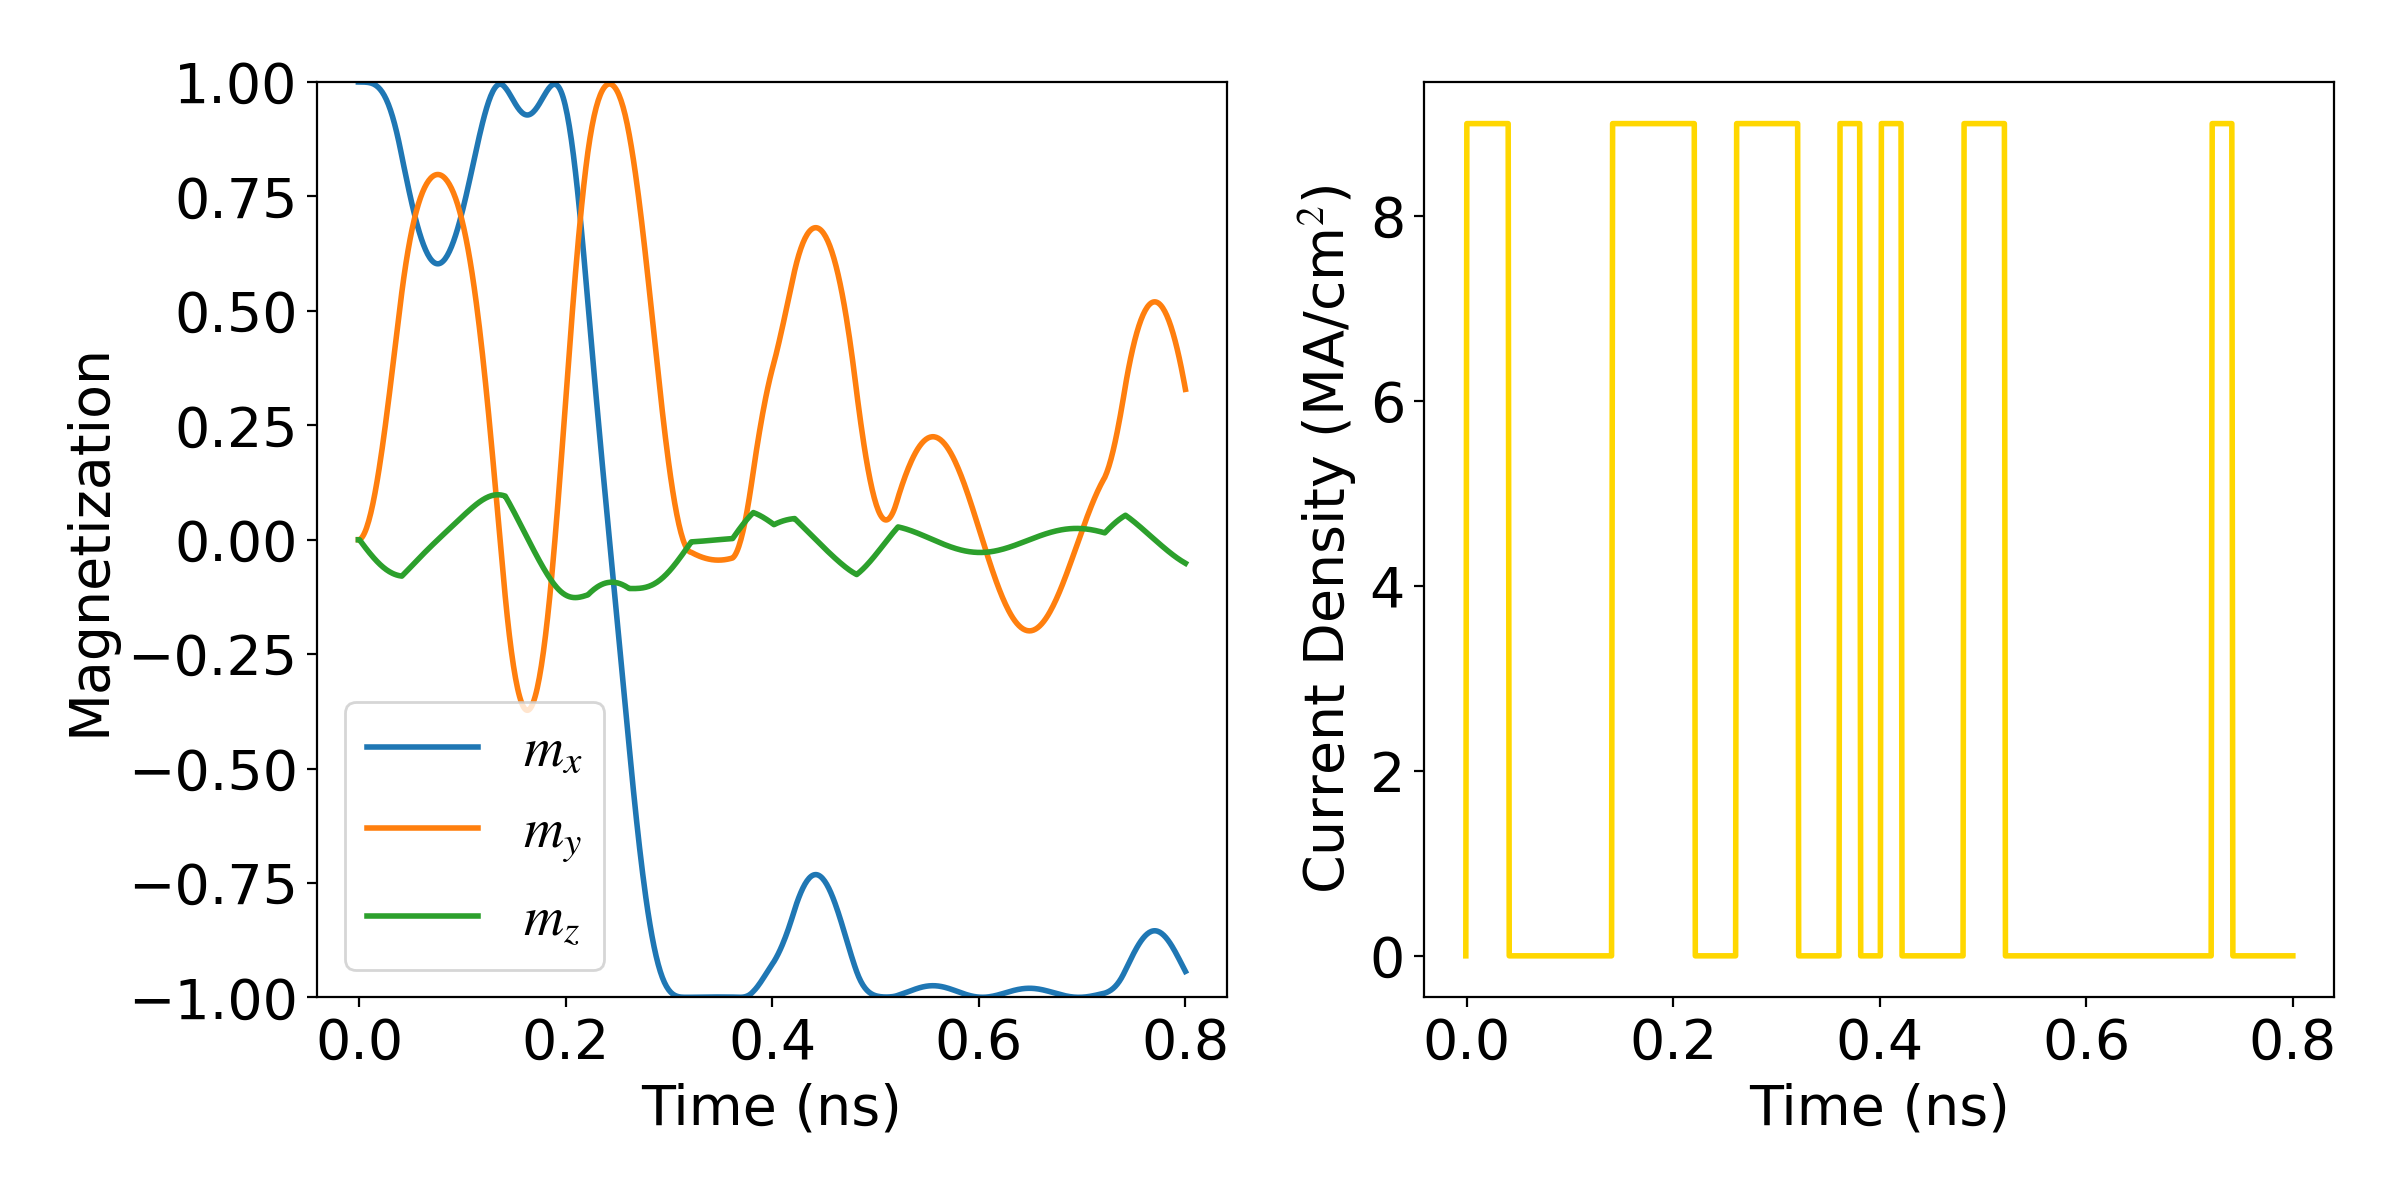 1.00
0.75
0.50
0.25
0.00
−0.25
−0.50
−0.75
−1.00
Magnetization
m_x
m_y
m_z
0.0 0.2 0.4 0.6 0.8
Time (ns)
8
6
4
2
0
Current Density (MA/cm²)
0.0 0.2 0.4 0.6 0.8
Time (ns)